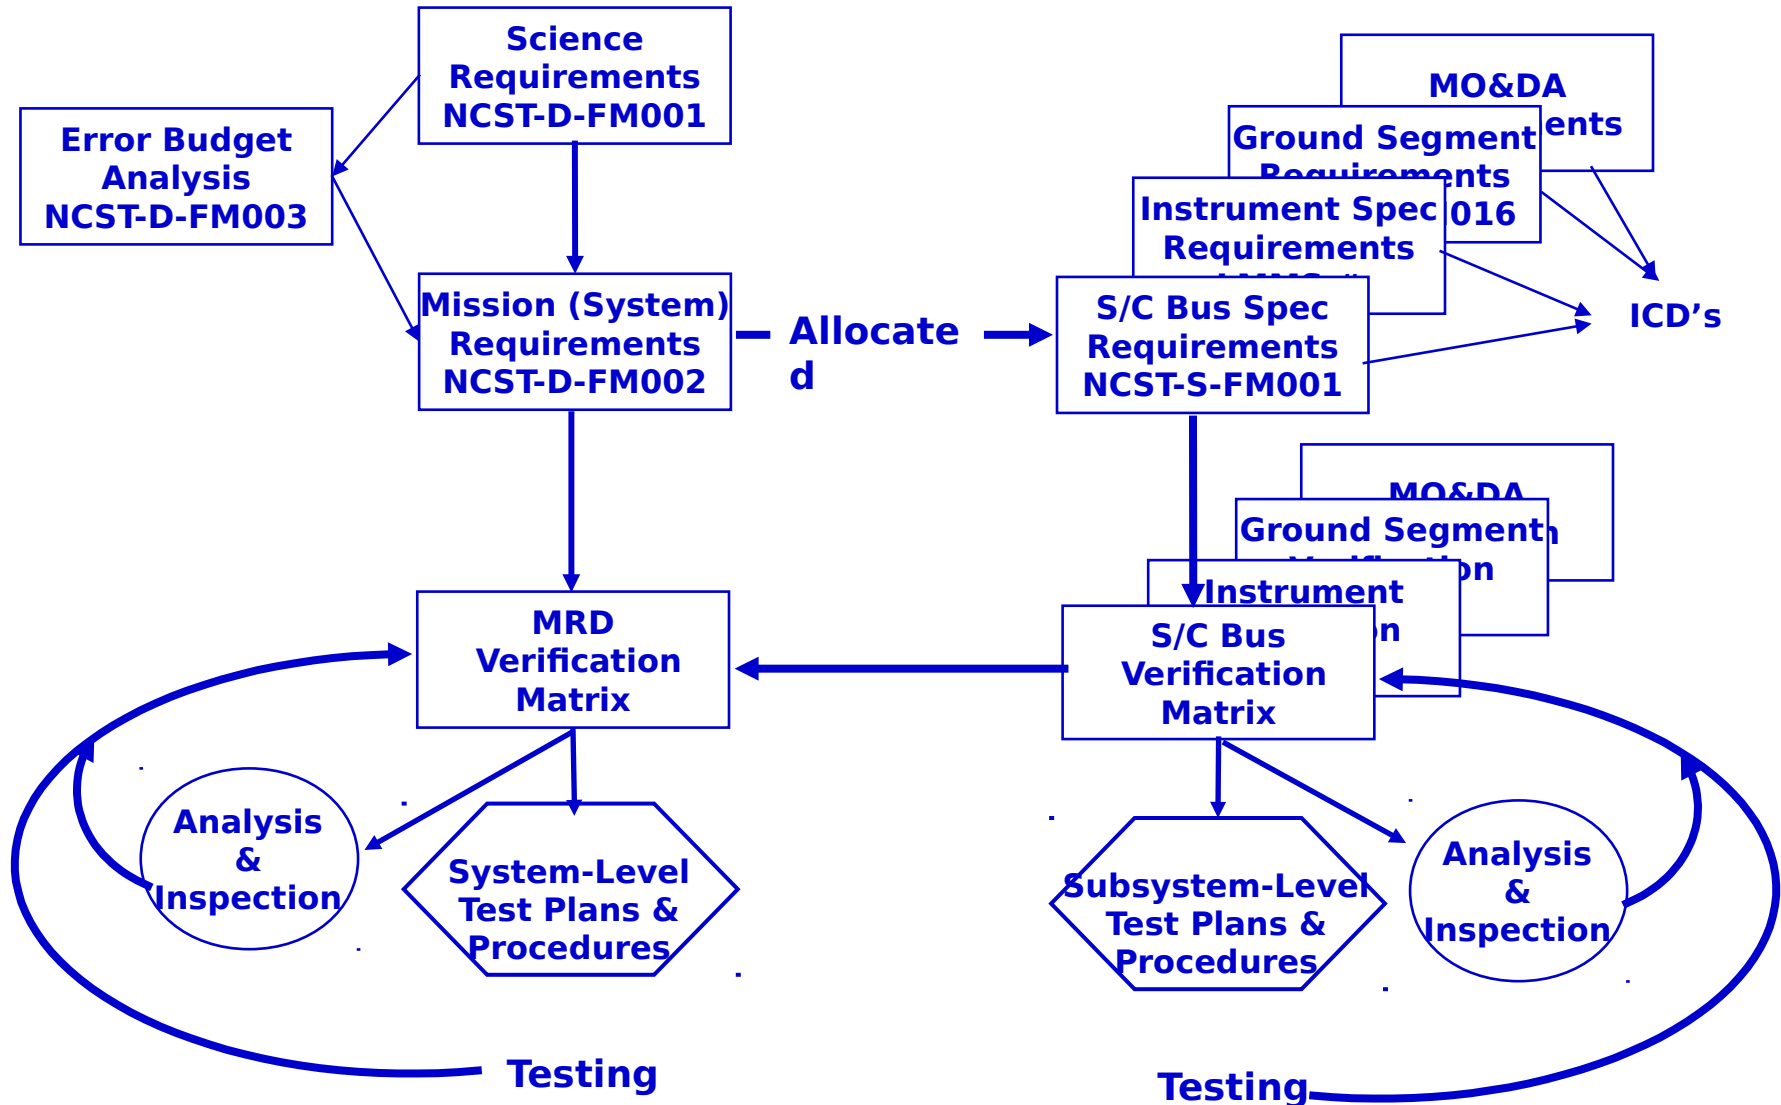 Science
Requirements
NCST-D-FM001
Error Budget
Analysis
NCST-D-FM003
Mission (System)
Requirements
NCST-D-FM002
Allocate
d
MO&DA
ents
Ground Segment
Requirements
016
Instrument Spec
Requirements
S/C Bus Spec
Requirements
NCST-S-FM001
ICD’s
MO&DA
Ground Segment
Verification
Instrument
S/C Bus
Verification
Matrix
MRD
Verification
Matrix
Analysis
&
Inspection
System-Level
Test Plans &
Procedures
Subsystem-Level
Test Plans &
Procedures
Analysis
&
Inspection
Testing
Testing